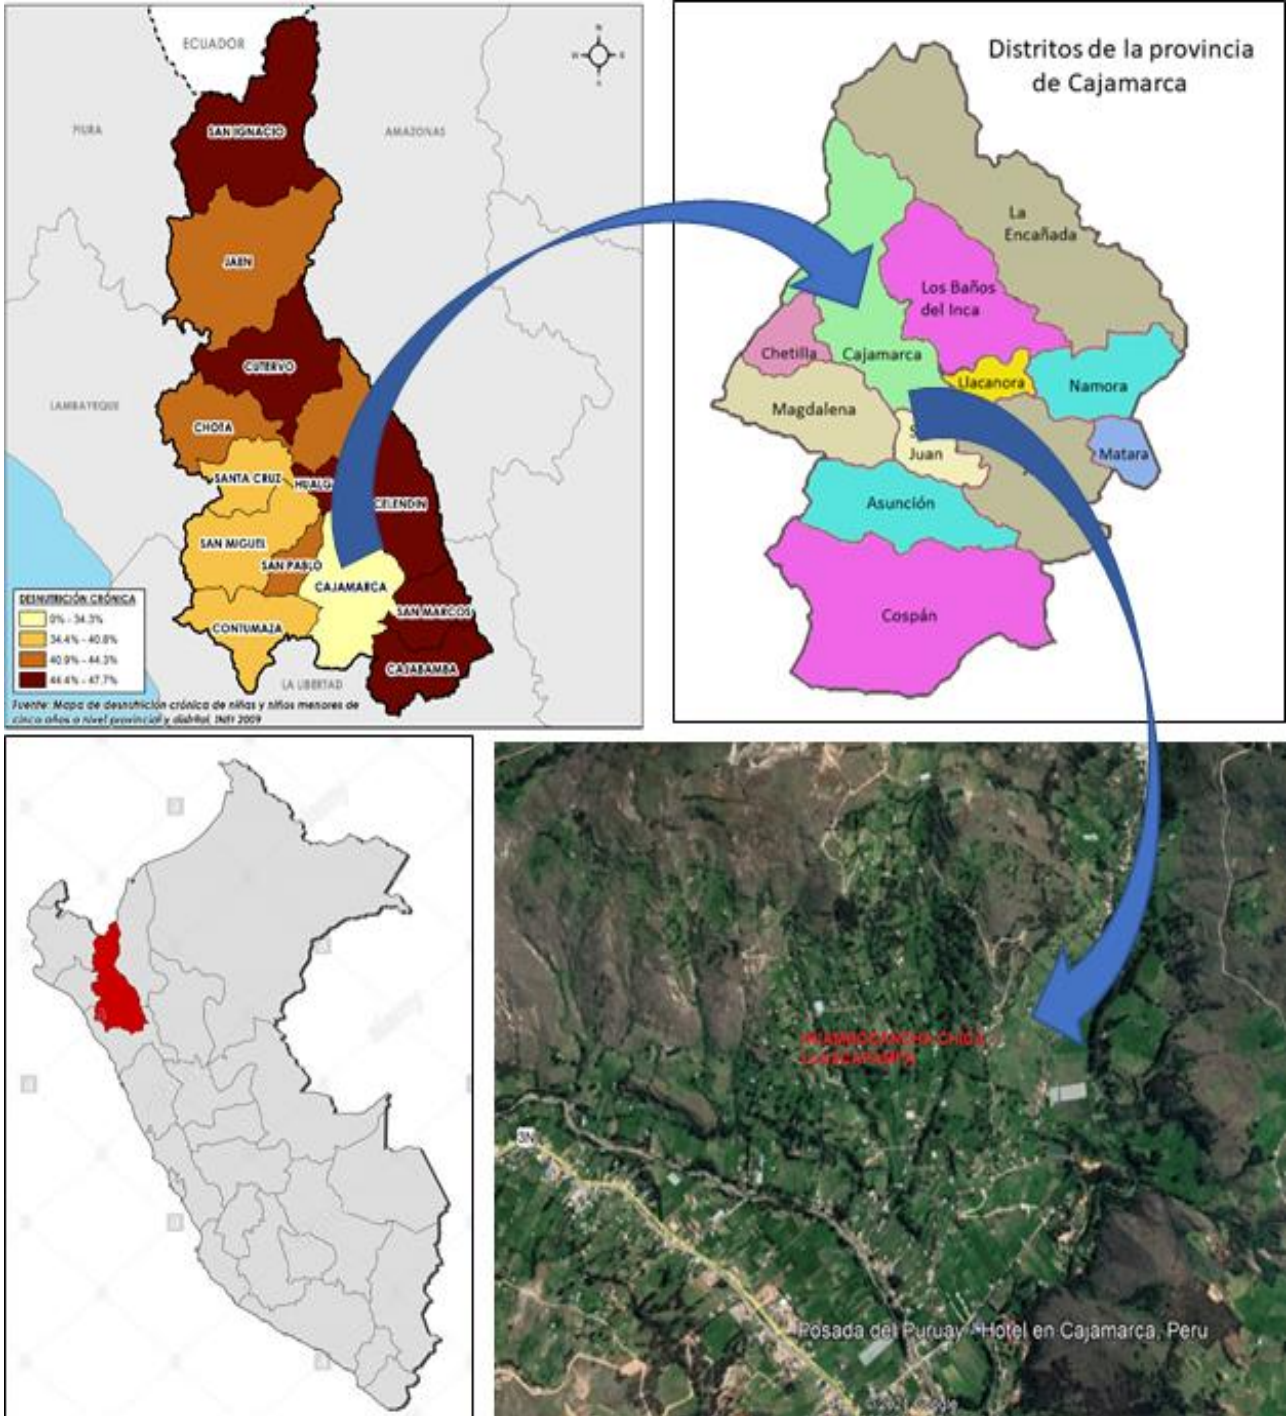 ECUADOR
N
PIURA
SAN IGNACIO
AMAZONAS
JAEN
CUTERVO
LAMBAYEQUE
CHOTA
SANTA CRUZ
CELENDÍN
SAN MIGUEL
SAN PABLO
CAJAMARCA
SAN MARCOS
CONTUMAZA
CAJABAMBA
LA LIBERTAD
DESNUTRICIÓN CRÓNICA
0% - 34.3%
34.4% - 40.8%
40.9% - 44.3%
44.4% - 47.7%
Fuente: Mapa de desnutrición crónica de niñas y niños menores de
cinco años a nivel provincial y distrital, INEI 2009
Distritos de la provincia
de Cajamarca
La
Encañada
Los Baños
del Inca
Chetilla
Cajamarca
Llacanora
Namora
Magdalena
Juan
Matara
Asunción
Cospán
HUAMBOCANCHA CHICA
3N
Posada del Puruay - Hotel en Cajamarca, Peru